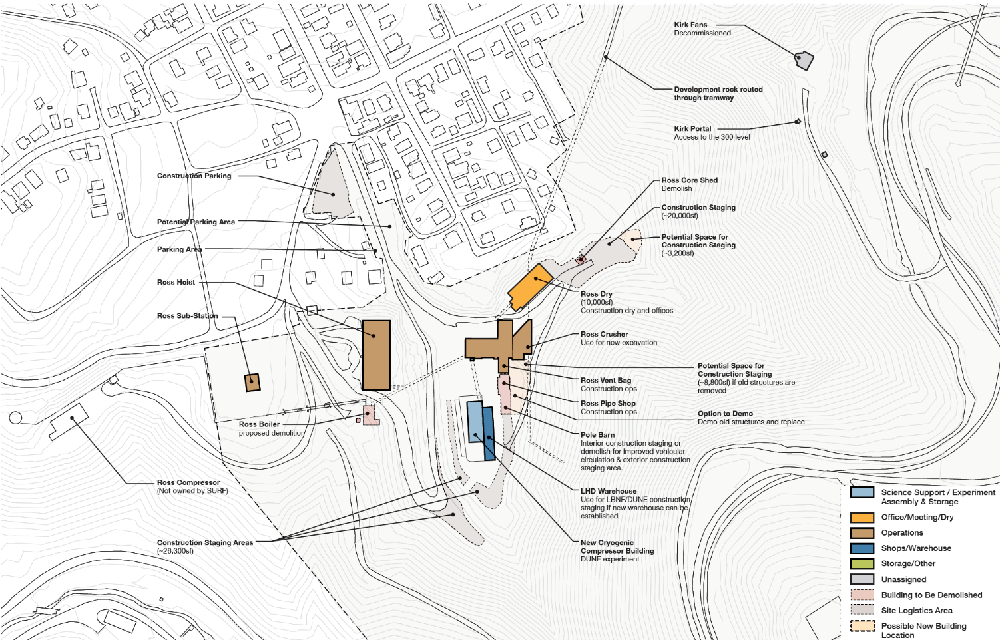 Kirk Fans
Decommissioned
Development rock routed
through tramway
Kirk Portal
Access to the 300 level
Construction Parking
Potential Parking Area
Parking Area
Ross Hoist
Ross Sub-Station
Ross Core Shed
Demolish
Construction Staging
(~20,000sf)
Potential Space for
Construction Staging
(~3,200sf)
Ross Dry
(10,000sf)
Construction dry and offices
Ross Crusher
Use for new excavation
Potential Space for
Construction Staging
(~8,800sf) if old structures are
removed
Ross Vent Bag
Construction ops
Ross Pipe Shop
Construction ops
Option to Demo
Demo old structures and replace
Ross Boiler
proposed demolition
Pole Barn
Interior construction staging or
demolish for improved vehicular
circulation & exterior construction
staging area.
Ross Compressor
(Not owned by SURF)
LHD Warehouse
Use for LBNF/DUNE construction
staging if new warehouse can be
established
Construction Staging Areas
(~26,300sf)
New Cryogenic
Compressor Building
DUNE experiment
Science Support / Experiment
Assembly & Storage
Office/Meeting/Dry
Operations
Shops/Warehouse
Storage/Other
Unassigned
Building to Be Demolished
Site Logistics Area
Possible New Building
Location